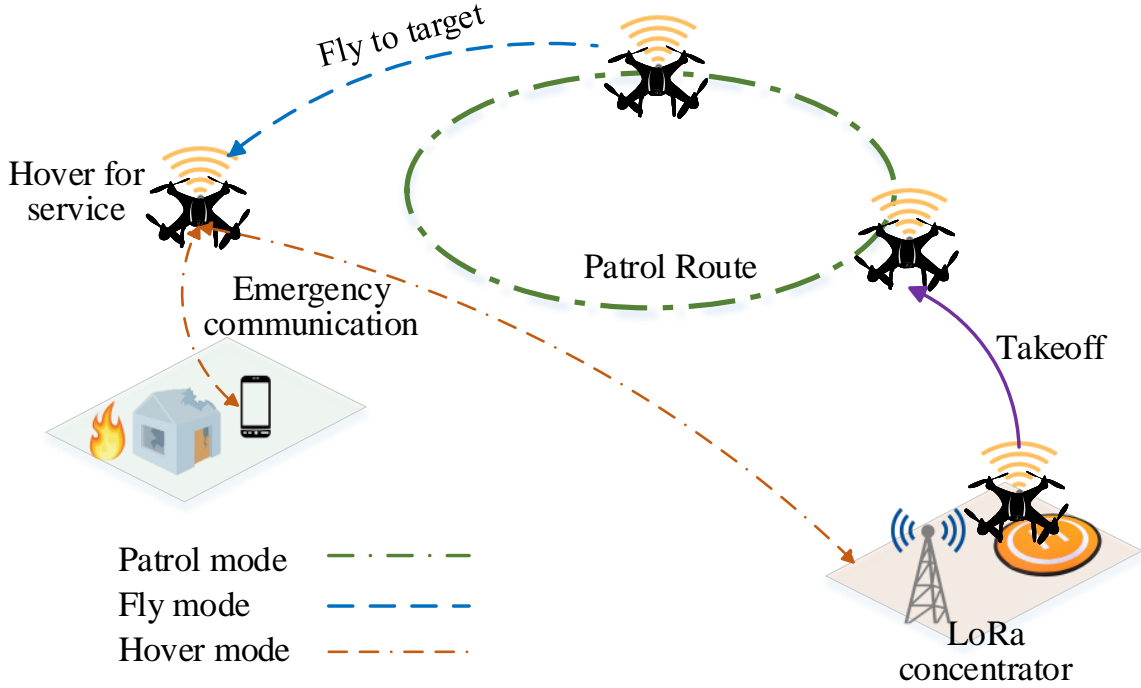 Fly to target
Hover for
service
Patrol Route
Emergency
communication
Takeoff
Patrol mode
Fly mode
Hover mode
LoRa
concentrator